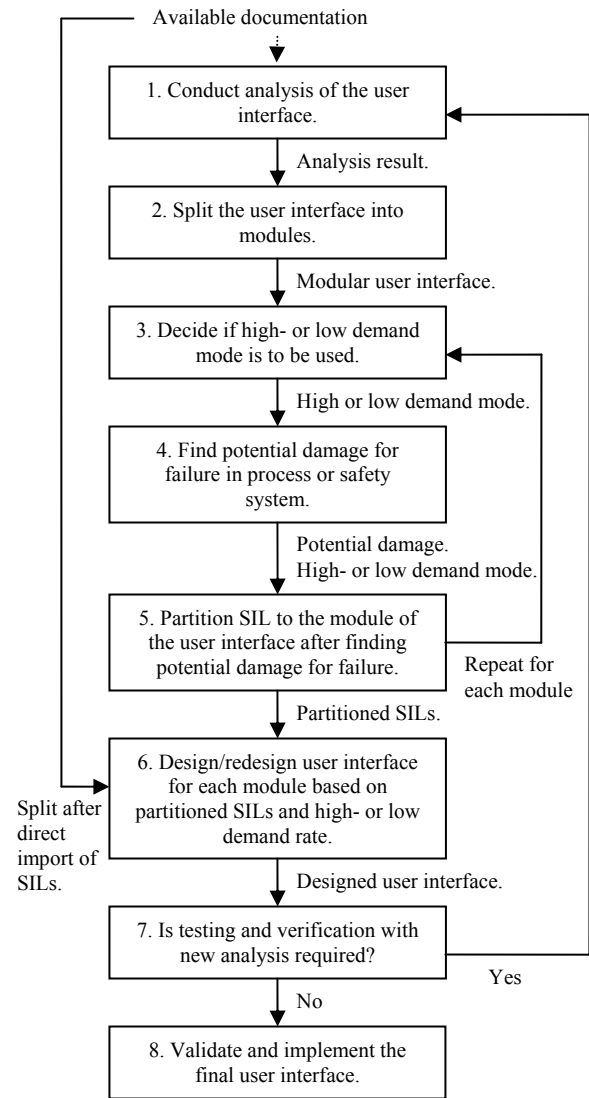 Available documentation
1. Conduct analysis of the user
interface.
Analysis result.
2. Split the user interface into
modules.
Modular user interface.
3. Decide if high- or low demand
mode is to be used.
High or low demand mode.
4. Find potential damage for
failure in process or safety
system.
Potential damage.
High- or low demand mode.
5. Partition SIL to the module of
the user interface after finding
potential damage for failure.
Repeat for
each module
Partitioned SILs.
6. Design/redesign user interface
for each module based on
partitioned SILs and high- or low
demand rate.
Split after
direct
import of
SILs.
Designed user interface.
7. Is testing and verification with
new analysis required?
Yes
No
8. Validate and implement the
final user interface.